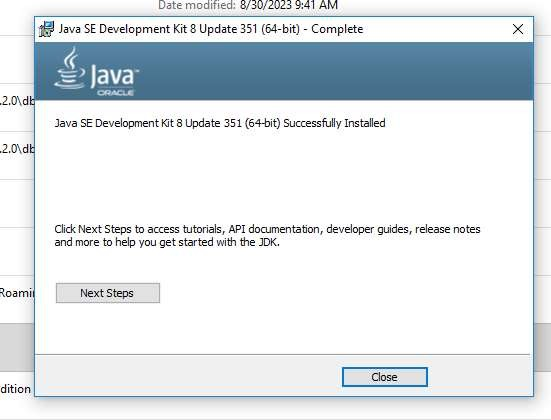 Date modified: 8/30/2023 9:41 AM
Java SE Development Kit 8 Update 351 (64-bit) - Complete
Java™
ORACLE
.2.0\db
Java SE Development Kit 8 Update 351 (64-bit) Successfully Installed
.2.0\db
Click Next Steps to access tutorials, API documentation, developer guides, release notes
and more to help you get started with the JDK.
Roamin
Next Steps
Close
dition